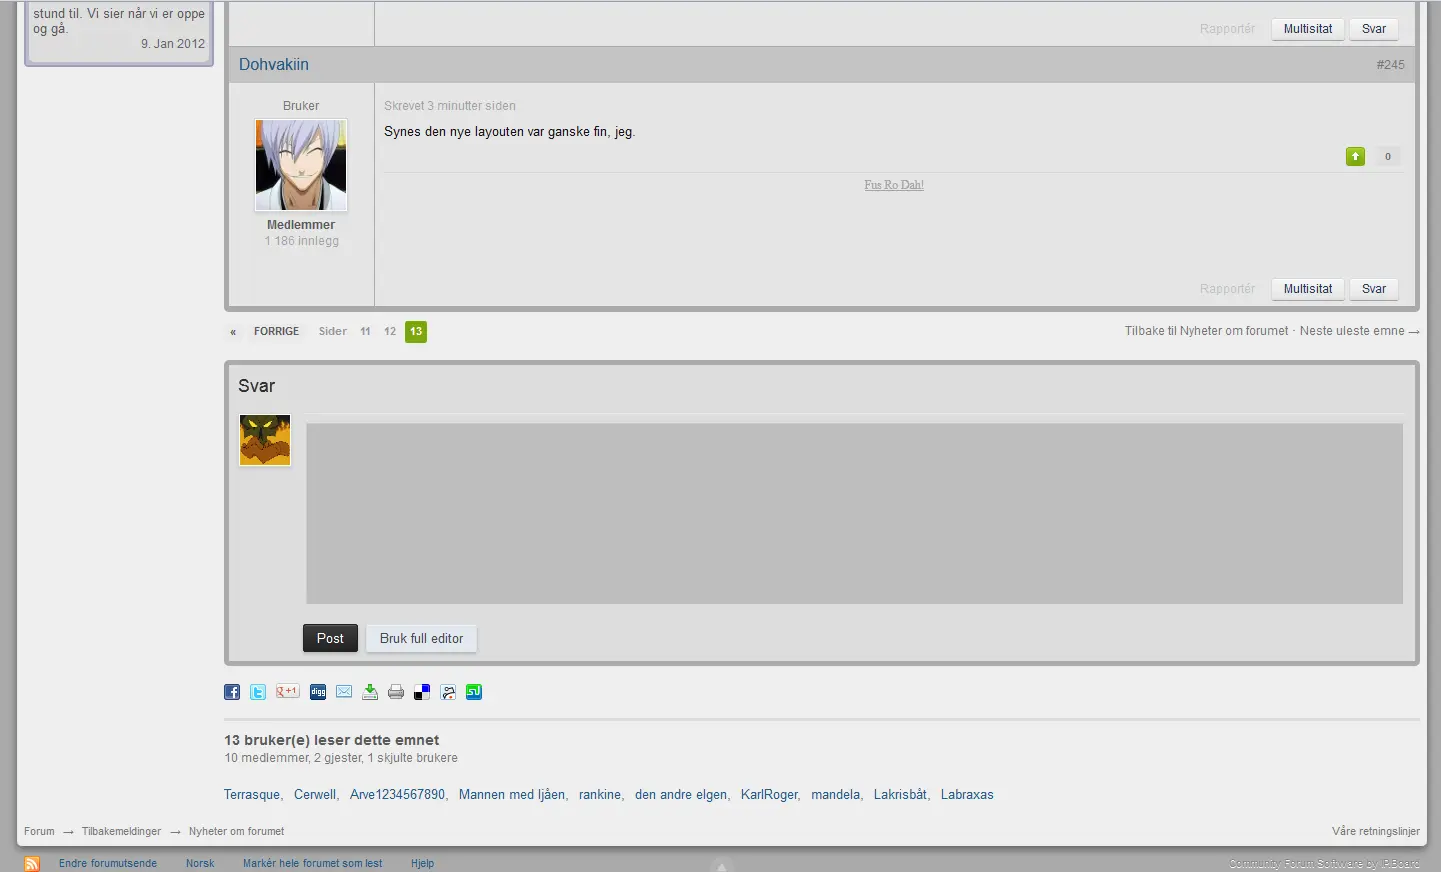 stund til. Vi sier når vi er oppe
og gå.
9. Jan 2012
Rapportér Multisitat Svar
Dohvakiin #245
Bruker
Skrevet 3 minutter siden
Synes den nye layouten var ganske fin, jeg.
0
Fus Ro Dah!
Medlemmer
1 186 innlegg
Rapportér Multisitat Svar
« FORRIGE Sider 11 12 13
Tilbake til Nyheter om forumet · Neste uleste emne →
Svar
Post Bruk full editor
g +1 digg
13 bruker(e) leser dette emnet
10 medlemmer, 2 gjester, 1 skjulte brukere
Terrasque, Cerwell, Arve1234567890, Mannen med ljåen, rankine, den andre elgen, KarlRoger, mandela, Lakrisbåt, Labraxas
Forum → Tilbakemeldinger → Nyheter om forumet
Våre retningslinjer
Endre forumutsende Norsk Markér hele forumet som lest Hjelp
Community Forum Software by IP.Board